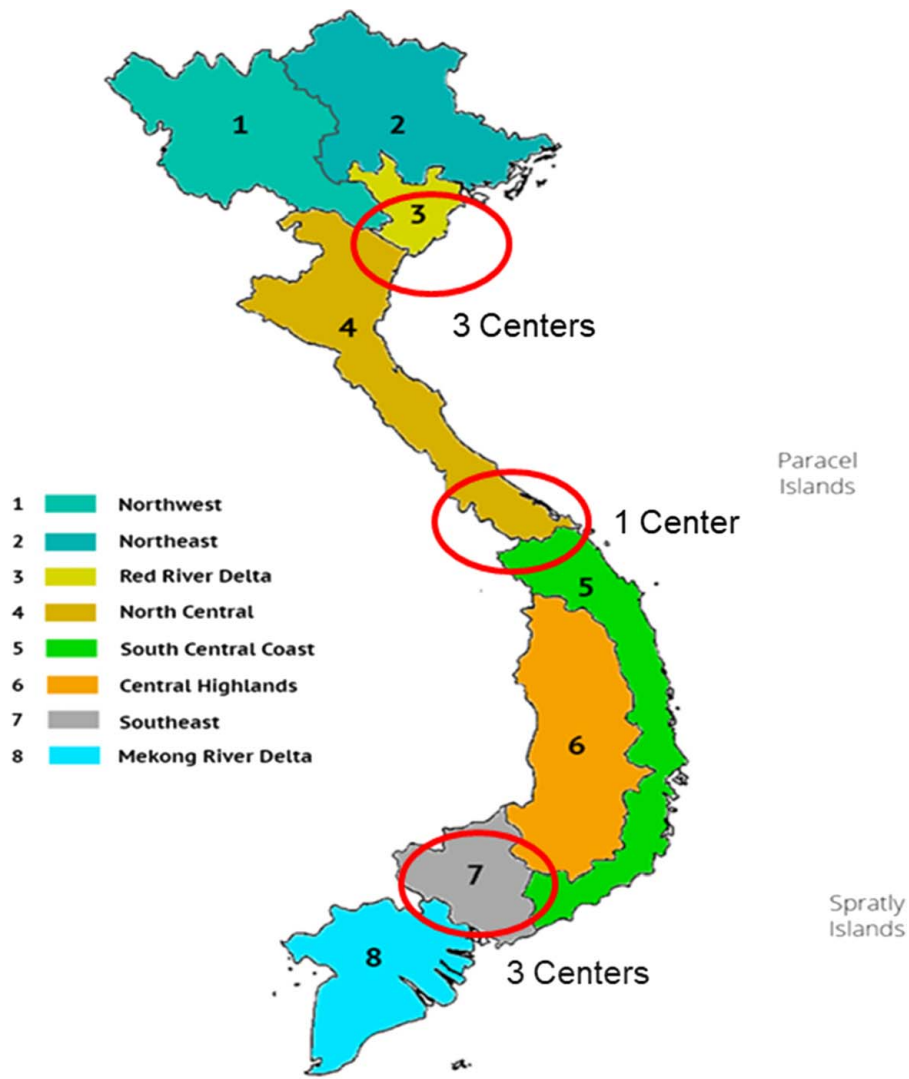 1
2
3
3 Centers
4
Paracel
Islands
1 Center
1 Northwest
2 Northeast
3 Red River Delta
4 North Central
5 South Central Coast
6 Central Highlands
7 Southeast
8 Mekong River Delta
5
6
7
Spratly
Islands
3 Centers
8